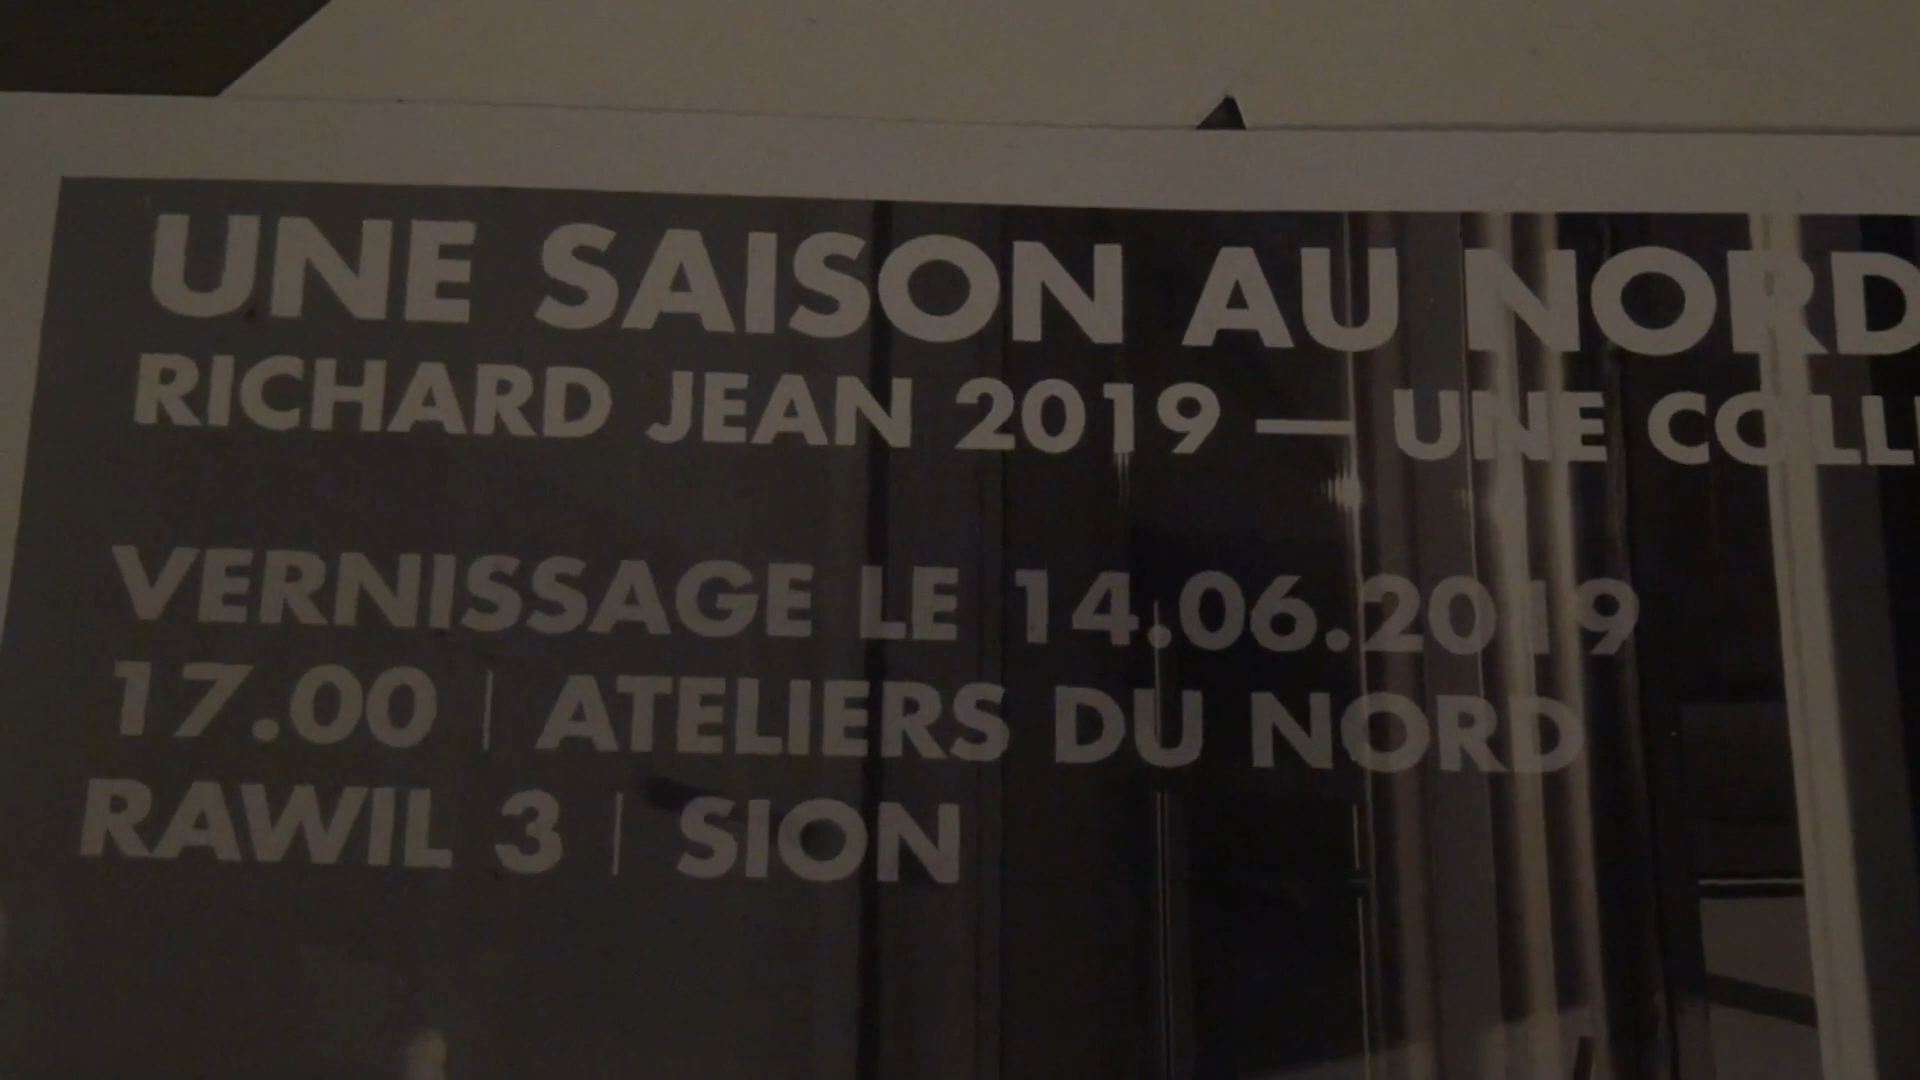 UNE SAISON AU NORD
RICHARD JEAN 2019 — UNE COLL
VERNISSAGE LE 14.06.2019
17.00 | ATELIERS DU NORD
RAWIL 3 | SION